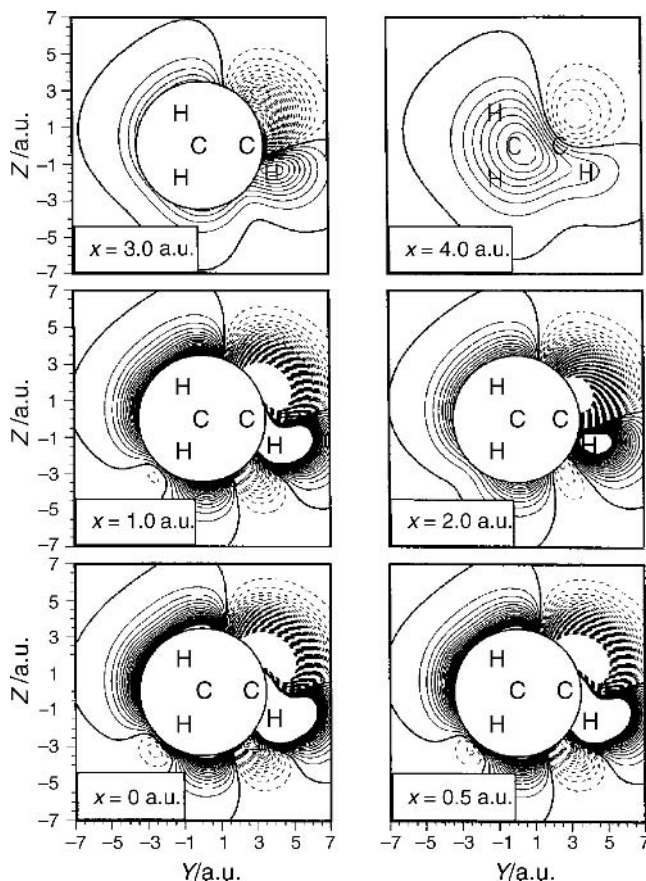 7
5
3
1
−1
−3
−5
−7
Z/a.u.
H
C C
H H
x = 3.0 a.u.
H
C C
H H
x = 4.0 a.u.
7
5
3
1
−1
−3
−5
−7
Z/a.u.
H
C C
H H
x = 1.0 a.u.
H
C C
H H
x = 2.0 a.u.
7
5
3
1
−1
−3
−5
−7
Z/a.u.
H
C C
H H
x = 0 a.u.
H
C C
H H
x = 0.5 a.u.
−7 −5 −3 −1 1 3 5 7
Y/a.u.
−7 −5 −3 −1 1 3 5 7
Y/a.u.